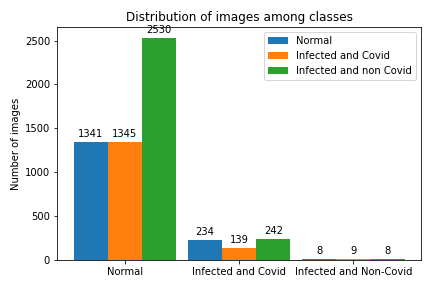 Distribution of images among classes
Number of images
2500
2000
1500
1000
500
0
Normal
Infected and Covid
Infected and non Covid
1341 1345 2530
234 139 242
8 9 8
Normal Infected and Covid Infected and Non-Covid